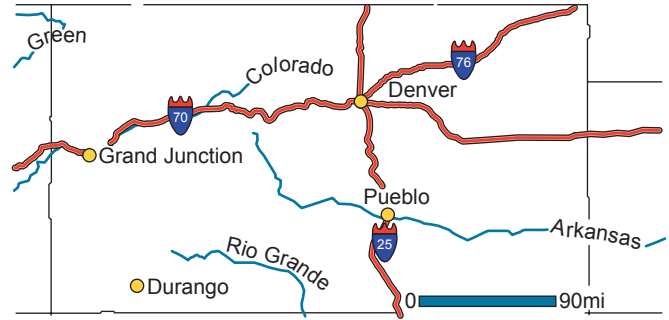 Green
Colorado
76
Denver
70
Grand Junction
Pueblo
Arkansas
25
Rio Grande
Durango
0 90mi